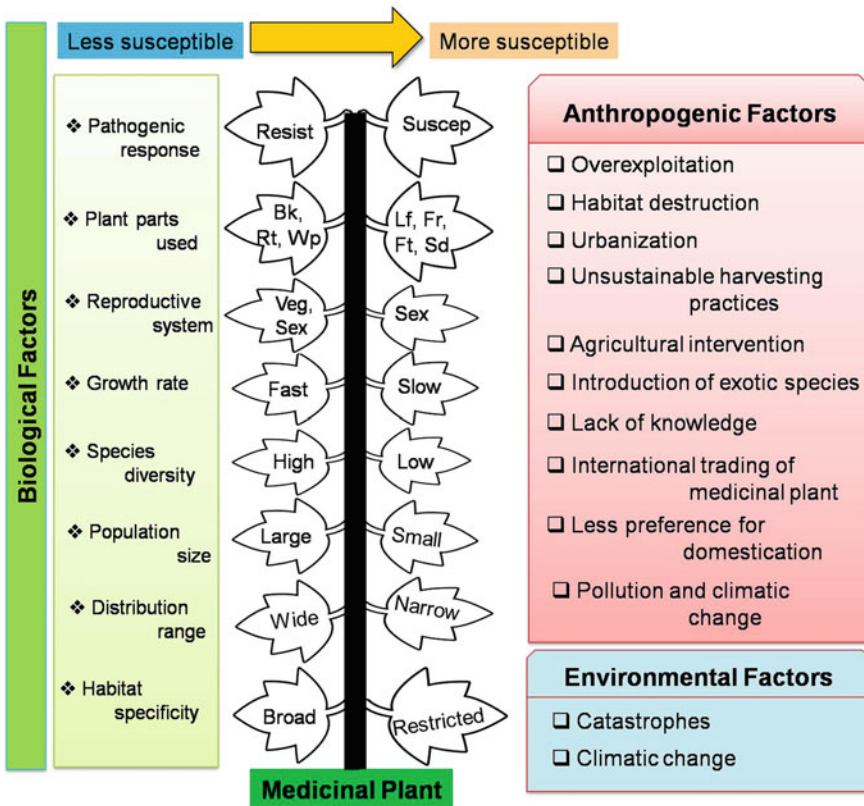 Less susceptible
More susceptible
Biological Factors
❖ Pathogenic
response
❖ Plant parts
used
❖ Reproductive
system
❖ Growth rate
❖ Species
diversity
❖ Population
size
❖ Distribution
range
❖ Habitat
specificity
Resist
Suscep
Bk,
Rt, Wp
Lf, Fr,
Ft, Sd
Veg,
Sex
Sex
Fast
Slow
High
Low
Large
Small
Wide
Narrow
Broad
Restricted
Medicinal Plant
Anthropogenic Factors
❑ Overexploitation
❑ Habitat destruction
❑ Urbanization
❑ Unsustainable harvesting
practices
❑ Agricultural intervention
❑ Introduction of exotic species
❑ Lack of knowledge
❑ International trading of
medicinal plant
❑ Less preference for
domestication
❑ Pollution and climatic
change
Environmental Factors
❑ Catastrophes
❑ Climatic change